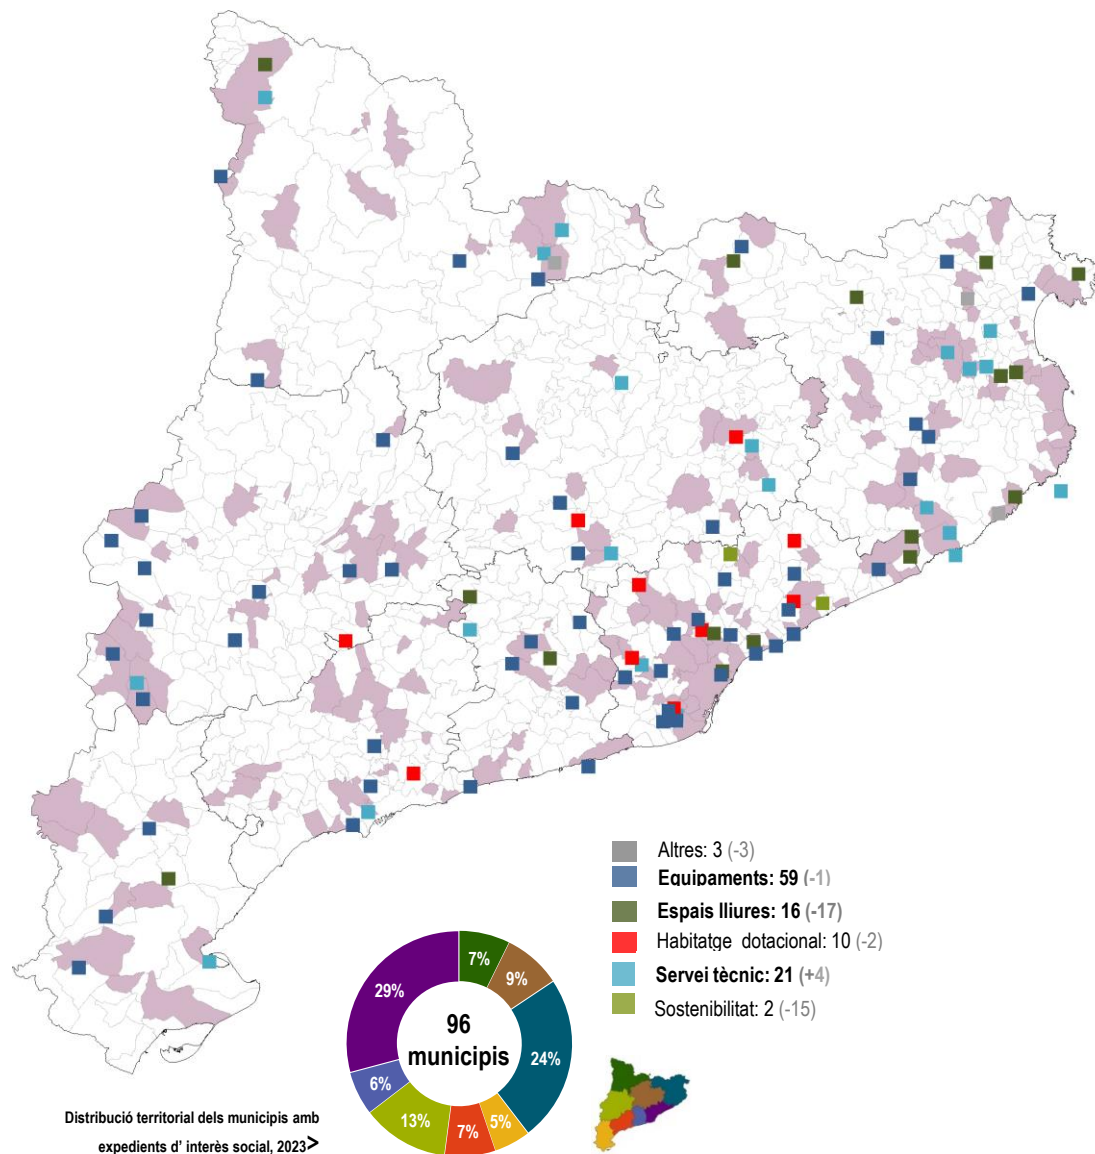 Altres: 3 (-3)
Equipaments: 59 (-1)
Espais lliures: 16 (-17)
Habitatge dotacional: 10 (-2)
Servei tècnic: 21 (+4)
Sostenibilitat: 2 (-15)
7%
9%
29%
96
municipis
24%
6%
13%
7%
5%
Distribució territorial dels municipis amb
expedients d' interès social, 2023>